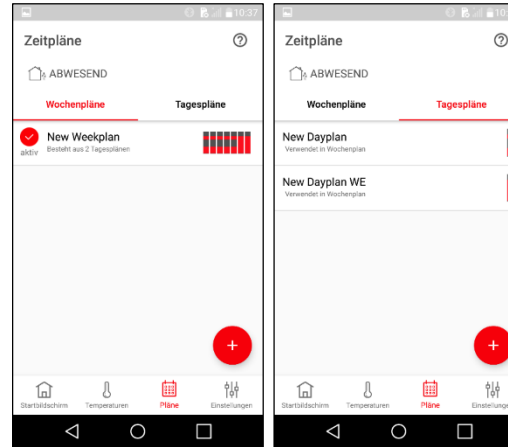 10:37
Zeitpläne
ABWESEND
Wochenpläne Tagespläne
New Weekplan
aktiv Besteht aus 2 Tagesplänen
+
Startbildschirm Temperaturen Pläne Einstellungen
Zeitpläne
ABWESEND
Wochenpläne Tagespläne
New Dayplan
Verwendet in Wochenplan
New Dayplan WE
Verwendet in Wochenplan
+
Startbildschirm Temperaturen Pläne